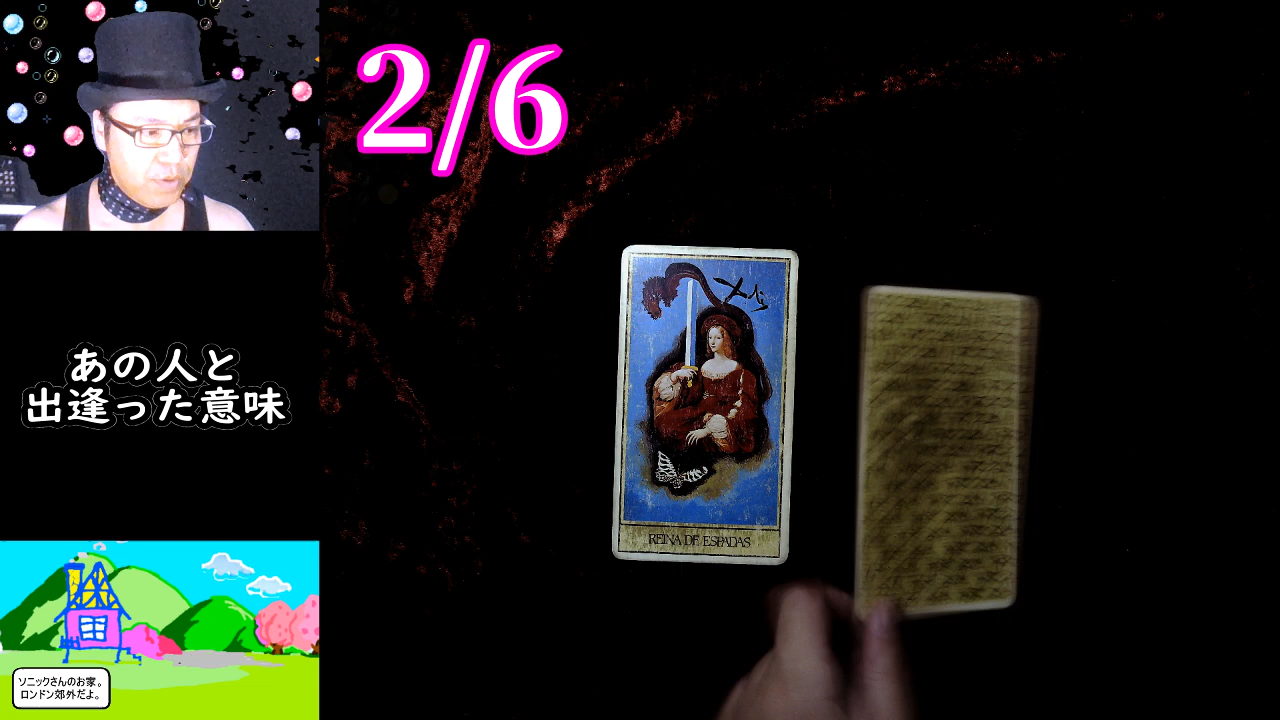 2/6
あの人と
出逢った意味
REINA DE ESPADAS
ソニックさんのお家。
ロンドン郊外だよ。